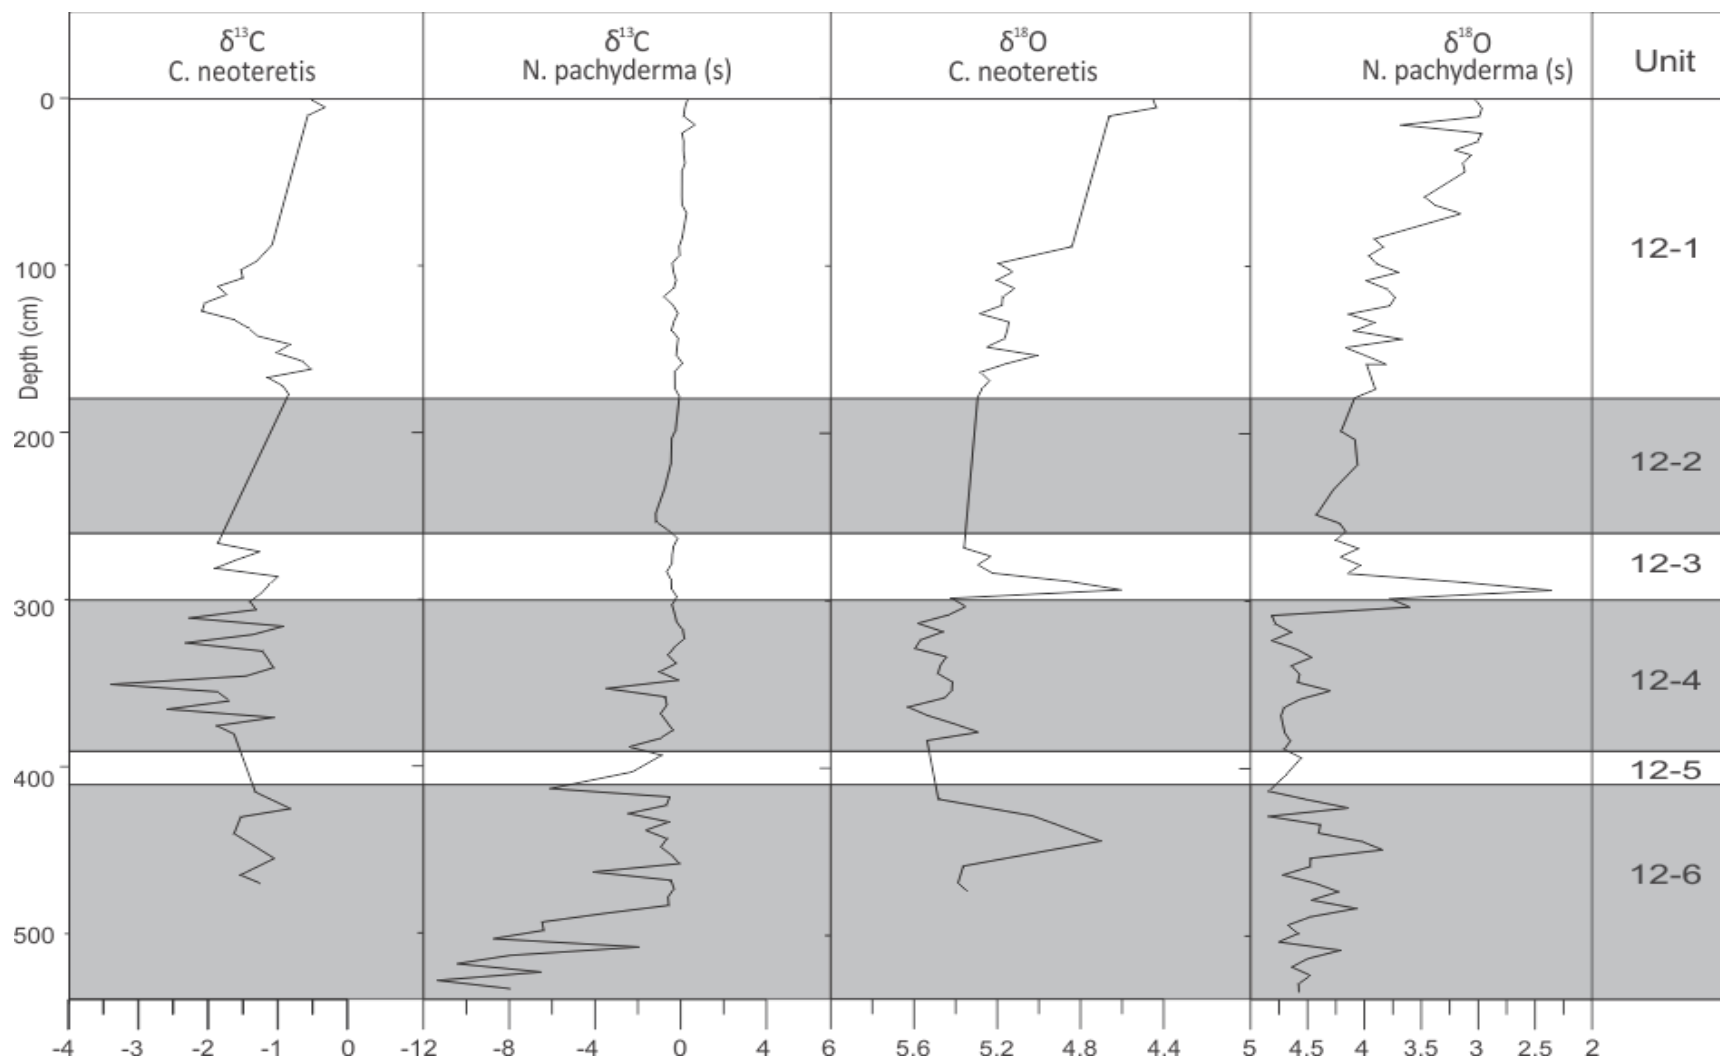 δ¹³C
C. neoteretis
δ¹³C
N. pachyderma (s)
δ¹⁸O
C. neoteretis
δ¹⁸O
N. pachyderma (s)
Unit
0
100
200
300
400
500
Depth (cm)
12-1
12-2
12-3
12-4
12-5
12-6
-4 -3 -2 -1 0
-12 -8 -4 0 4
6 5.6 5.2 4.8 4.4
5 4.5 4 3.5 3 2.5 2